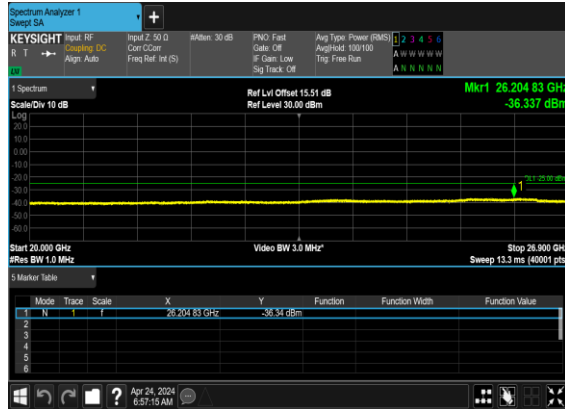 Spectrum Analyzer 1
Swept SA
KEYSIGHT Input: RF Input Z: 50 Ω #Atten: 30 dB PNO: Fast Avg Type: Power (RMS) 1 2 3 4 5 6
R T Coupling: DC Corr CCorr Gate: Off Avg|Hold: 100/100 A W W W W W
Align: Auto Freq Ref: Int (S) IF Gain: Low Trig: Free Run
LXI Sig Track: Off A N N N N N
1 Spectrum Ref Lvl Offset 15.51 dB Mkr1 26.204 83 GHz
Scale/Div 10 dB Ref Level 30.00 dBm -36.337 dBm
Log
20.0
10.0
0.00
-10.0
-20.0 DL1 -25.00 dBm
-30.0 1
-40.0
-50.0
-60.0
Start 20.000 GHz Video BW 3.0 MHz* Stop 26.900 GHz
#Res BW 1.0 MHz Sweep 13.3 ms (40001 pts)
5 Marker Table
Mode Trace Scale X Y Function Function Width Function Value
1 N 1 f 26.204 83 GHz -36.34 dBm
2
3
4
5
6
? Apr 24, 2024
6:57:15 AM